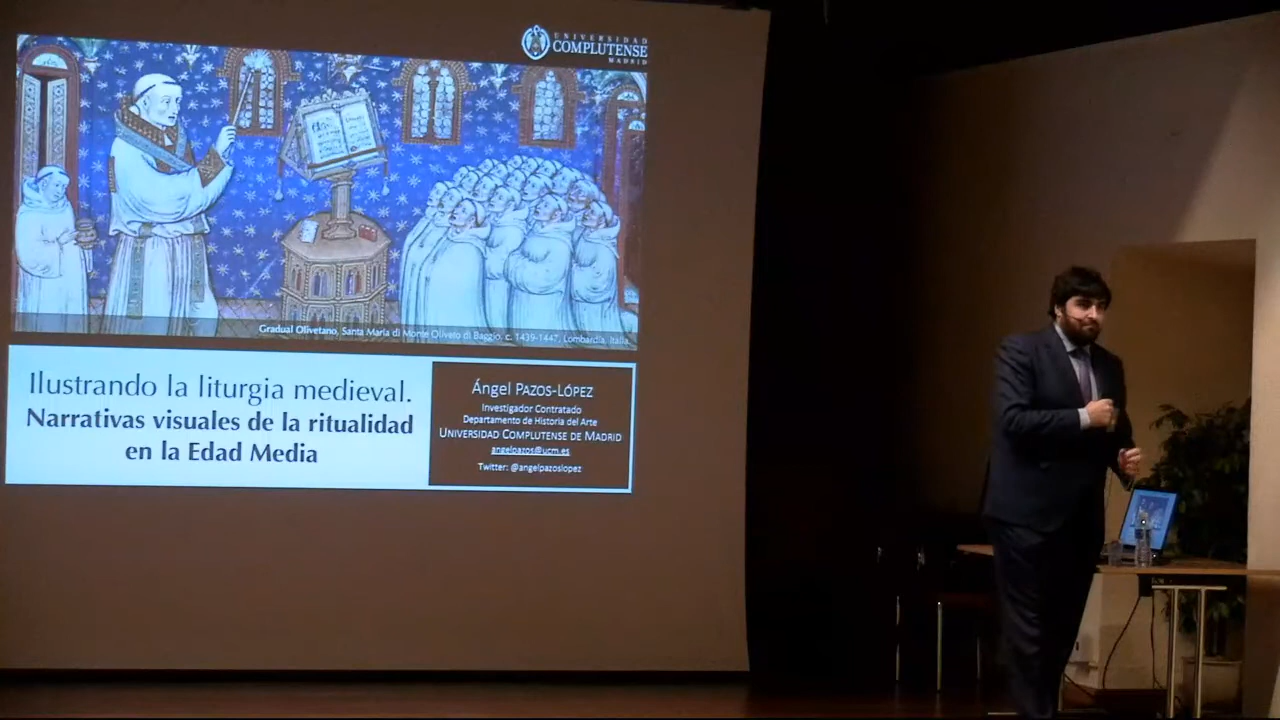 UNIVERSIDAD
COMPLUTENSE
MADRID
Gradual Olivetano, Santa María di Monte Oliveto di Baggio, c. 1439-1447, Lombardía, Italia.
Ilustrando la liturgia medieval.
Narrativas visuales de la ritualidad
en la Edad Media
Ángel PAZOS-LÓPEZ
Investigador Contratado
Departamento de Historia del Arte
UNIVERSIDAD COMPLUTENSE DE MADRID
angelpazos@ucm.es
Twitter: @angelpazoslopez